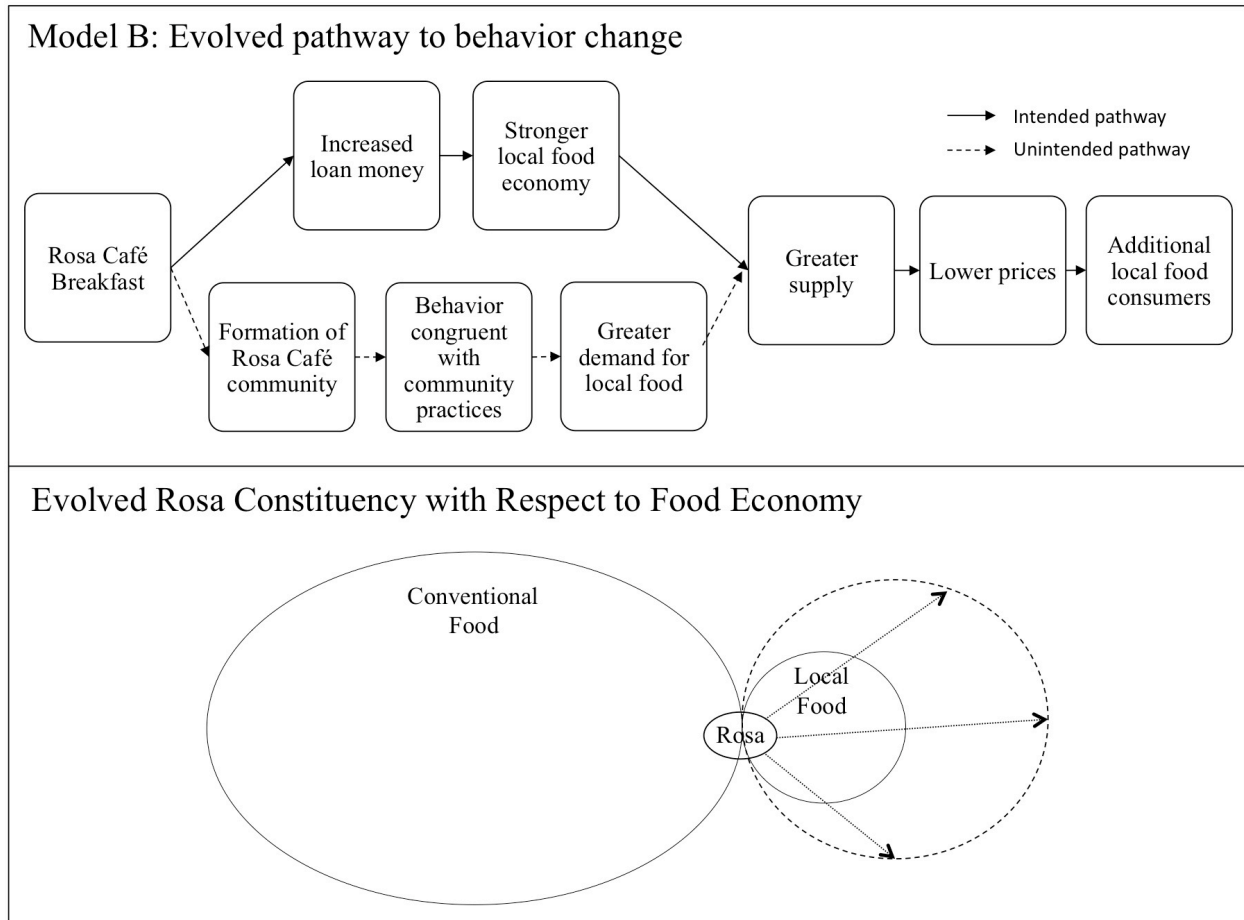 Model B: Evolved pathway to behavior change
Increased
loan money
Stronger
local food
economy
Intended pathway
Unintended pathway
Rosa Café
Breakfast
Greater
supply
Lower prices
Additional
local food
consumers
Formation of
Rosa Café
community
Behavior
congruent
with
community
practices
Greater
demand for
local food
Evolved Rosa Constituency with Respect to Food Economy
Conventional
Food
Local
Food
Rosa